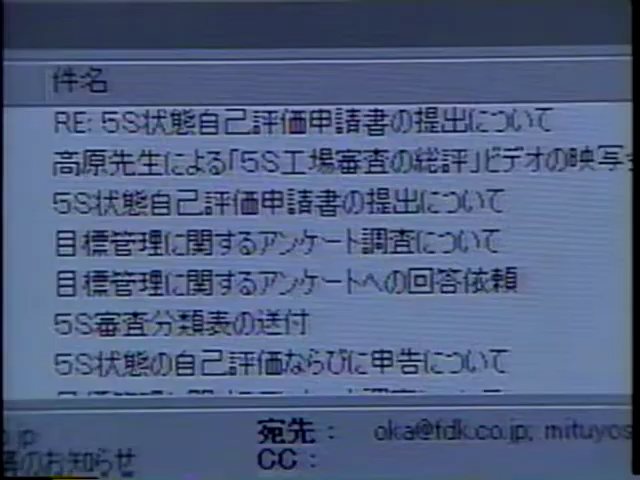 件名
RE: 5S状態自己評価申請書の提出について
高原先生による「5S工場審査の総評」ビデオの映写
5S状態自己評価申請書の提出について
目標管理に関するアンケート調査について
目標管理に関するアンケートへの回答依頼
5S審査分類表の送付
5S状態の自己評価ならびに申告について
o.jp
宛先： oka@fdk.co.jp; mituyos
のお知らせ
CC：